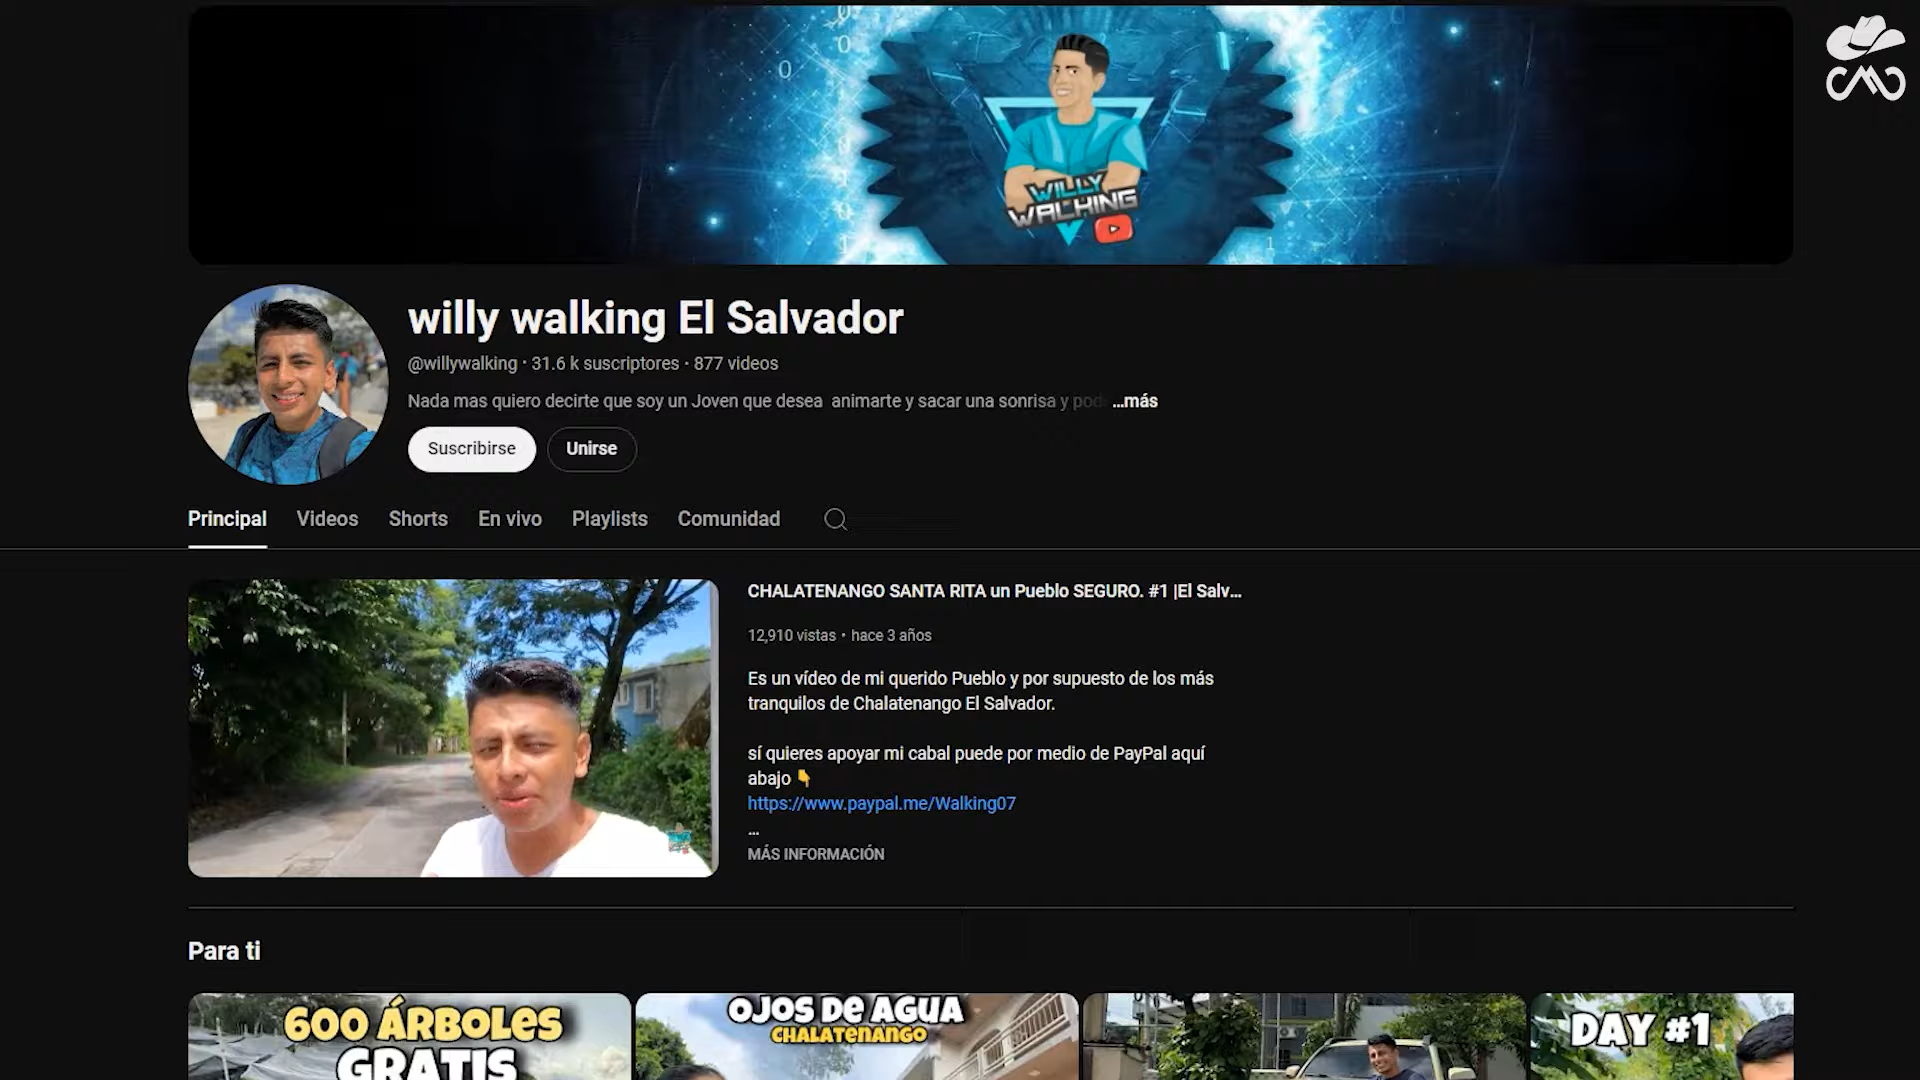 WILLY
WALKING
CMC
willy walking El Salvador
@willywalking · 31.6 k suscriptores · 877 videos
Nada mas quiero decirte que soy un Joven que desea  animarte y sacar una sonrisa y pod ...más
Suscribirse
Unirse
Principal
Videos
Shorts
En vivo
Playlists
Comunidad
CHALATENANGO SANTA RITA un Pueblo SEGURO. #1 |El Salv...
12,910 vistas · hace 3 años
Es un vídeo de mi querido Pueblo y por supuesto de los más
tranquilos de Chalatenango El Salvador.
sí quieres apoyar mi cabal puede por medio de PayPal aquí
abajo 👇
https://www.paypal.me/Walking07
...
MÁS INFORMACIÓN
Para ti
600 ÁRBOLES
GRATIS
OJOS DE AGUA
CHALATENANGO
DAY #1